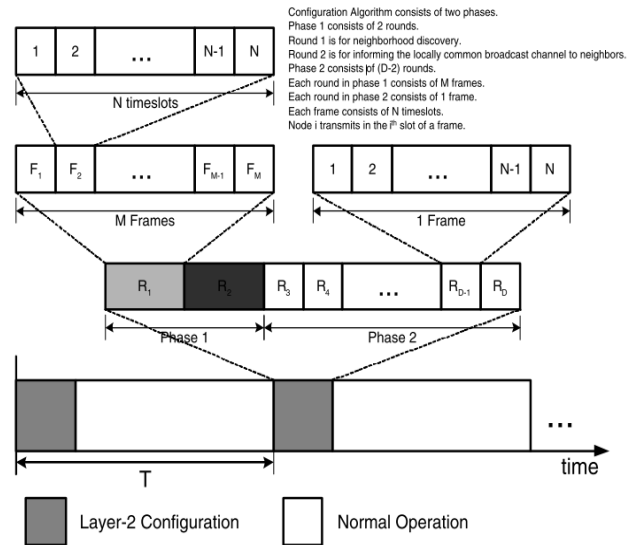 Configuration Algorithm consists of two phases.
Phase 1 consists of 2 rounds.
Round 1 is for neighborhood discovery.
Round 2 is for informing the locally common broadcast channel to neighbors.
Phase 2 consists of (D-2) rounds.
Each round in phase 1 consists of M frames.
Each round in phase 2 consists of 1 frame.
Each frame consists of N timeslots.
Node i transmits in the ith slot of a frame.
1 2 ... N-1 N
N timeslots
F1 F2 ... FM-1 FM
M Frames
1 2 ... N-1 N
1 Frame
R1 R2 R3 R4 ... RD-1 RD
Phase 1 Phase 2
...
T
time
Layer-2 Configuration
Normal Operation